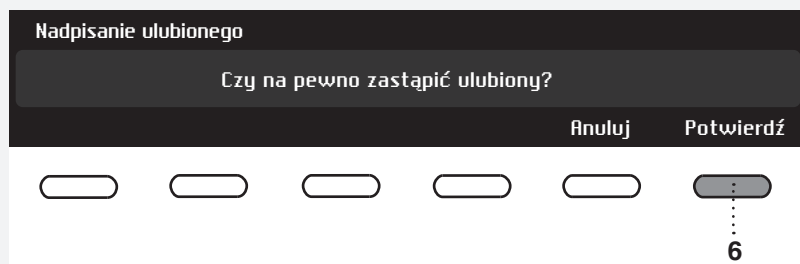 Nadpisanie ulubionego
Czy na pewno zastąpić ulubiony?
Anuluj Potwierdź
6